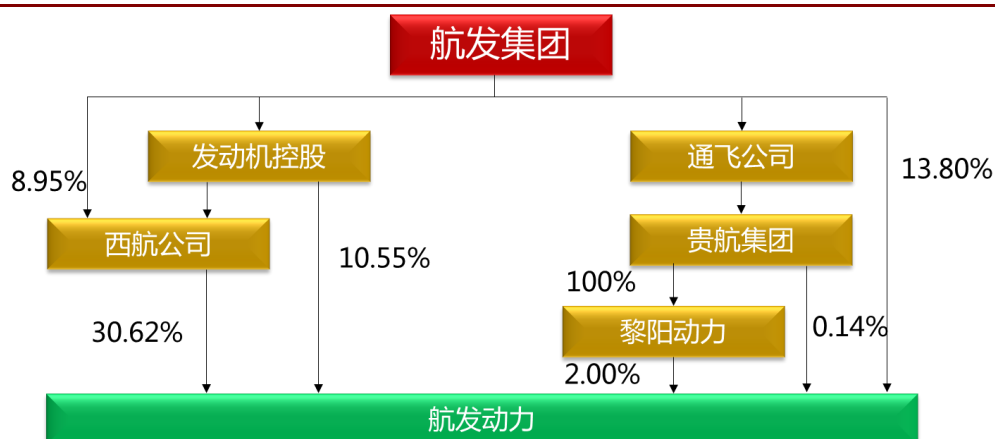 航发集团
发动机控股
通飞公司
8.95%
13.80%
西航公司
贵航集团
10.55%
100%
30.62%
黎阳动力
0.14%
2.00%
航发动力